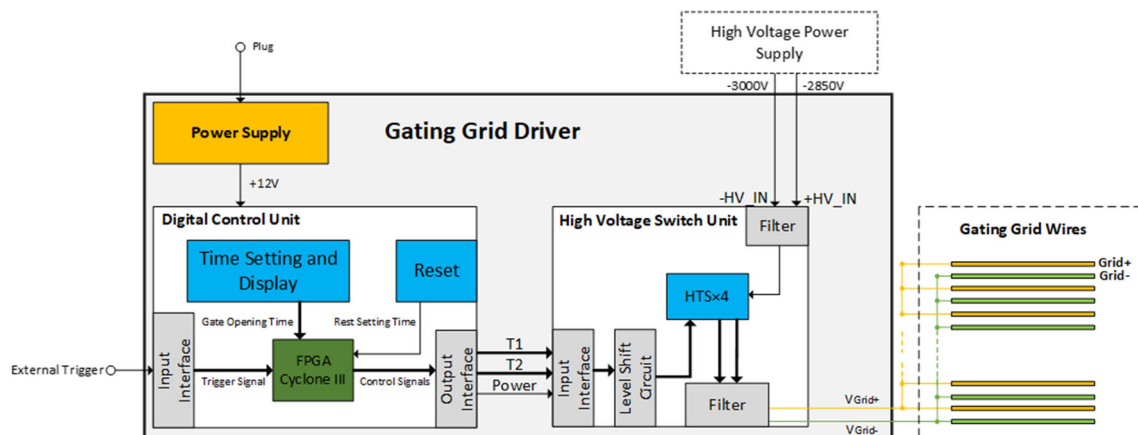 High Voltage Power
Supply
Plug
-3000V
-2850V
Power Supply
Gating Grid Driver
+12V
-HV_IN
+HV_IN
Digital Control Unit
High Voltage Switch Unit
Filter
Gating Grid Wires
Time Setting and
Display
Reset
Grid+
Grid-
HTS×4
Gate Opening Time
Rest Setting Time
Input
Interface
FPGA
Cyclone III
Output
Interface
T1
T2
Power
Input
Interface
Level Shift
Circuit
External Trigger
Trigger Signal
Control Signals
Filter
VGrid+
VGrid-